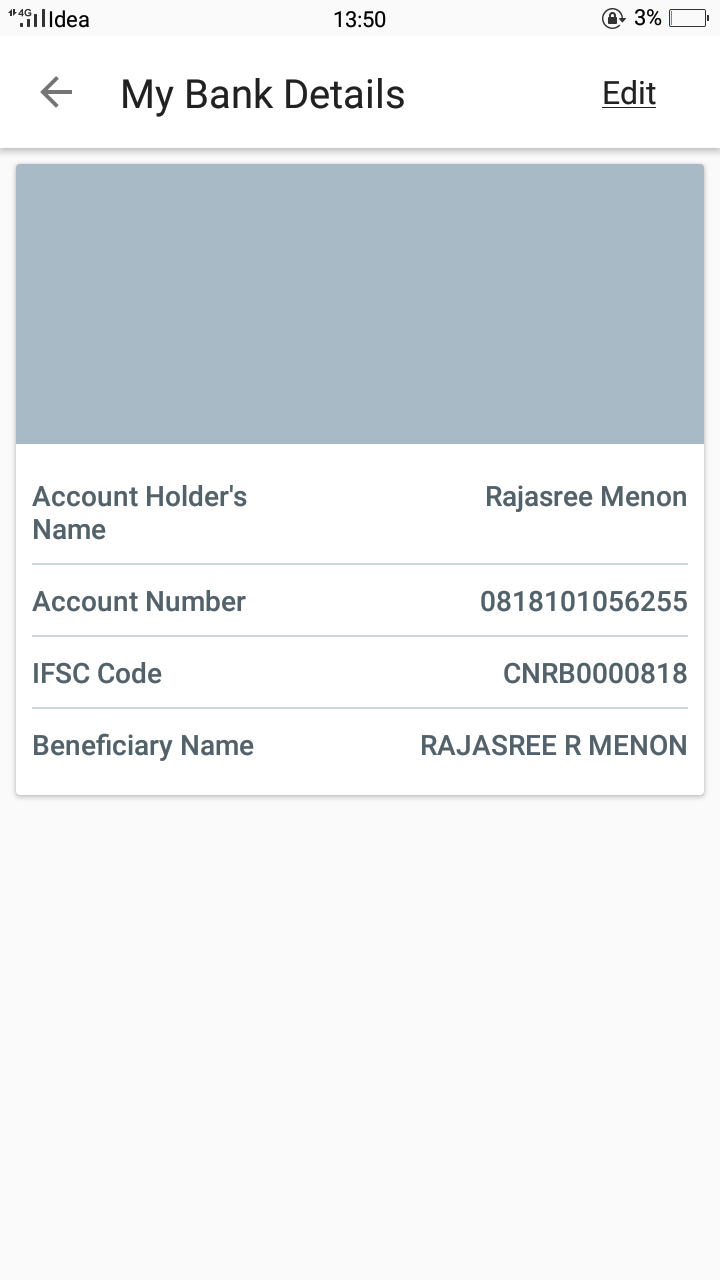 4G Idea 13:50 3%
My Bank Details Edit
Account Holder's Name Rajasree Menon
Account Number 0818101056255
IFSC Code CNRB0000818
Beneficiary Name RAJASREE R MENON